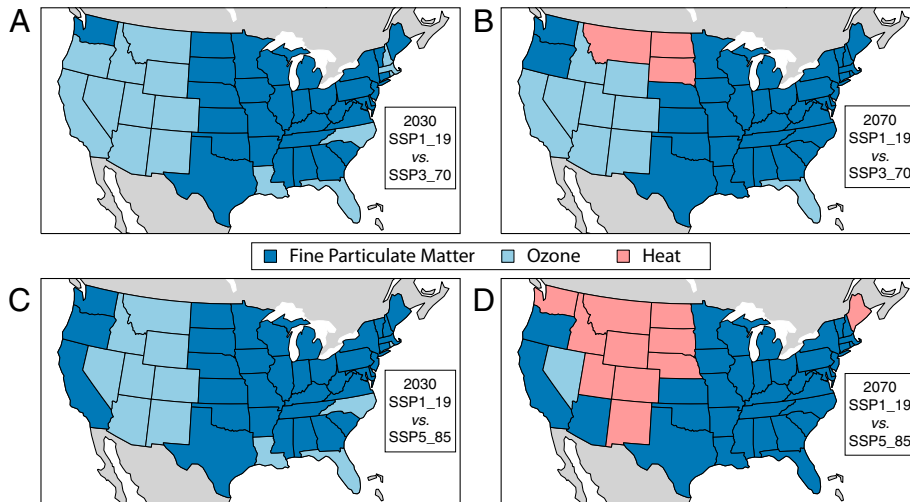 A
2030
SSP1_19
vs.
SSP3_70
B
2070
SSP1_19
vs.
SSP3_70
Fine Particulate Matter Ozone Heat
C
2030
SSP1_19
vs.
SSP5_85
D
2070
SSP1_19
vs.
SSP5_85